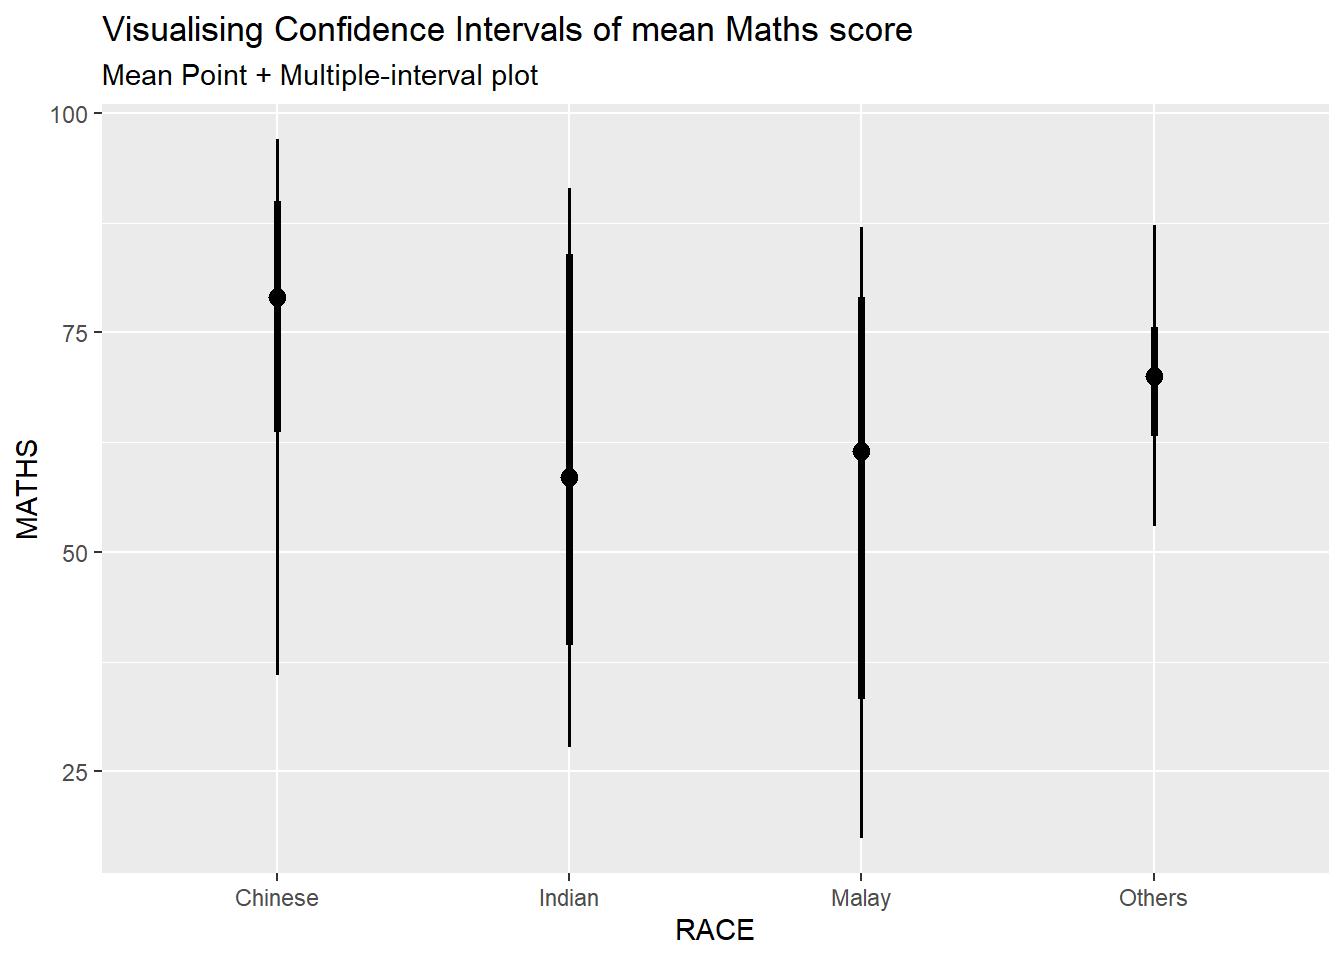 Visualising Confidence Intervals of mean Maths score
Mean Point + Multiple-interval plot
100
75
50
25
MATHS
Chinese Indian Malay Others
RACE